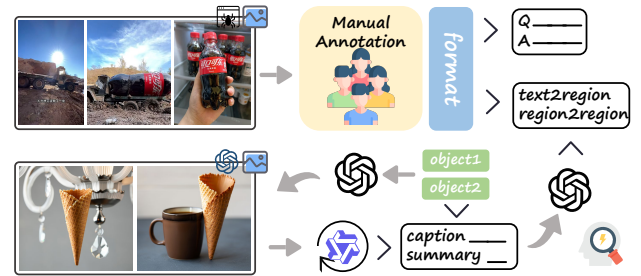 Manual
Annotation
format
Q
A
text2region
region2region
object1
object2
caption
summary